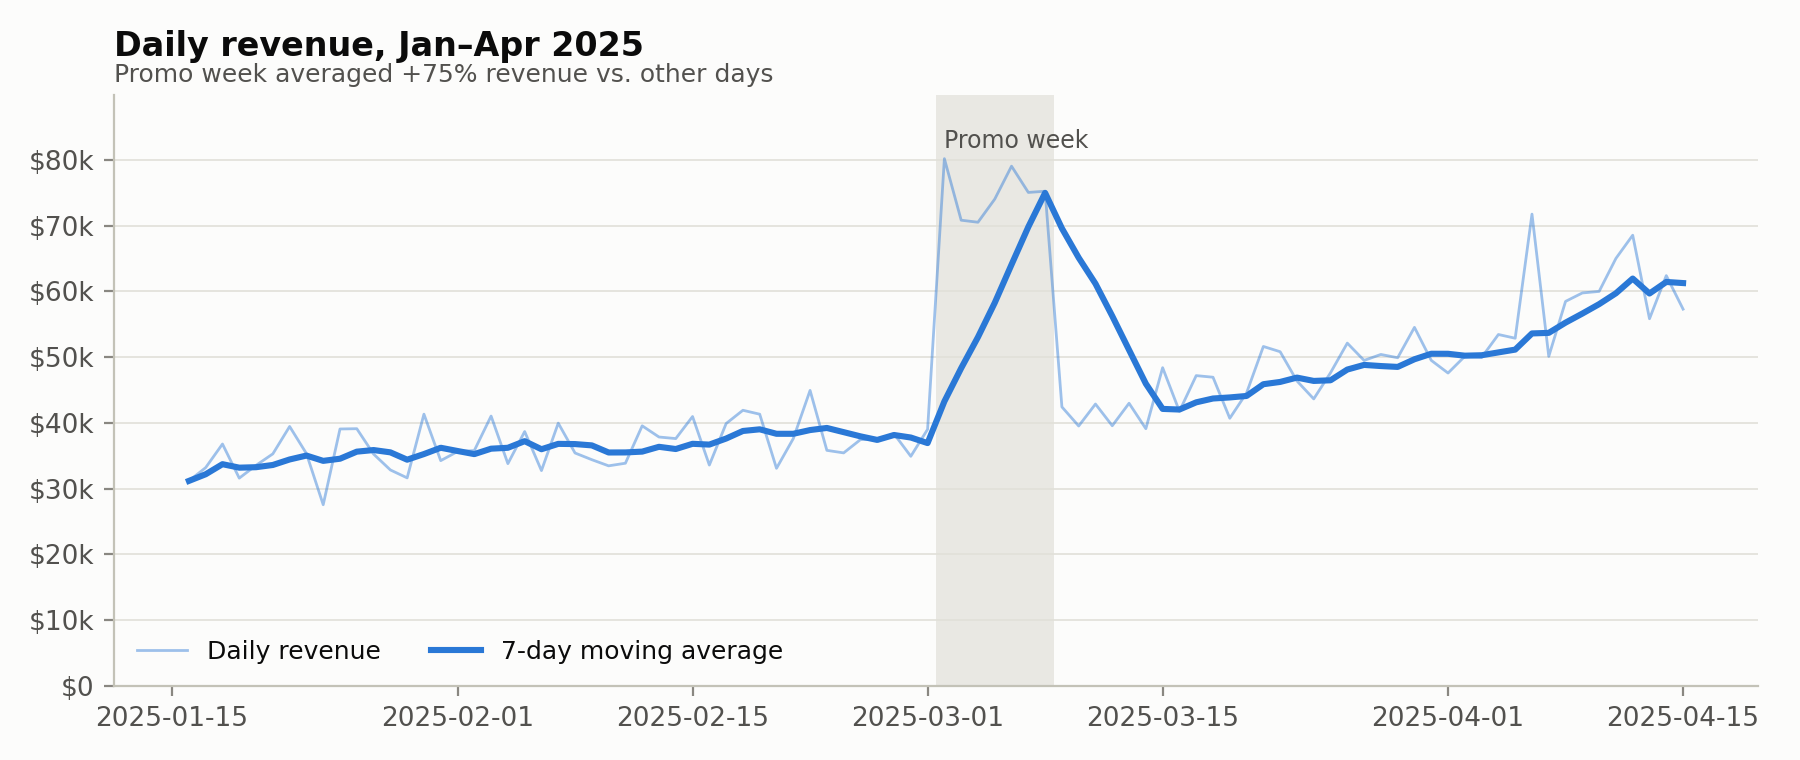 Daily revenue, Jan–Apr 2025
Promo week averaged +75% revenue vs. other days
Promo week
$80k
$70k
$60k
$50k
$40k
$30k
$20k
$10k
$0
Daily revenue
7-day moving average
2025-01-15
2025-02-01
2025-02-15
2025-03-01
2025-03-15
2025-04-01
2025-04-15